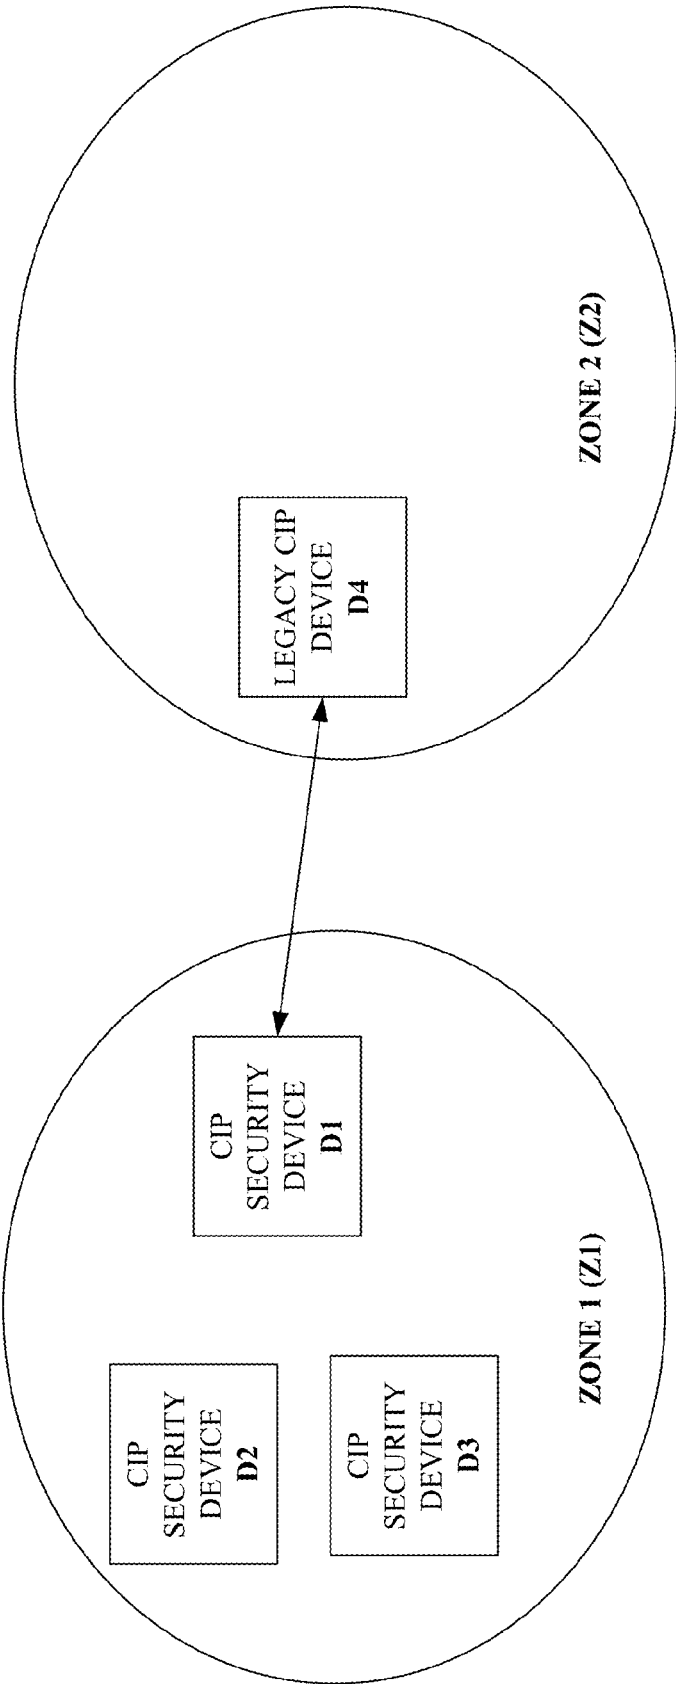 CIP
SECURITY
DEVICE
D2
CIP
SECURITY
DEVICE
D3
CIP
SECURITY
DEVICE
D1
ZONE 1 (Z1)
LEGACY CIP
DEVICE
D4
ZONE 2 (Z2)